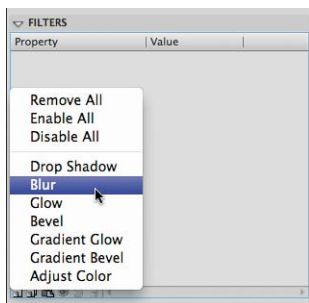 FILTERS
Property Value
Remove All
Enable All
Disable All
Drop Shadow
Blur
Glow
Bevel
Gradient Glow
Gradient Bevel
Adjust Color